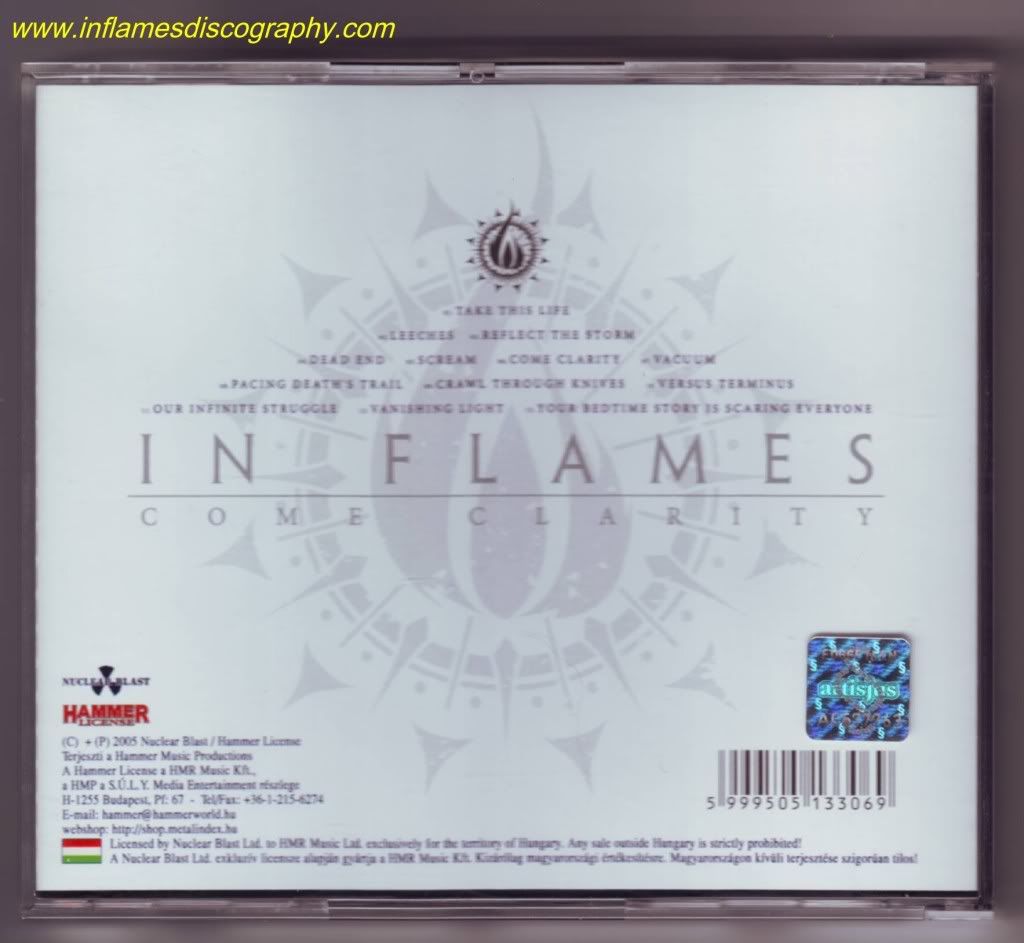 www.inflamesdiscography.com
TAKE THIS LIFE
LEECHES REFLECT THE STORM
DEAD END SCREAM COME CLARITY VACUUM
PACING DEATH'S TRAIL CRAWL THROUGH KNIVES VERSUS TERMINUS
OUR INFINITE STRUGGLE VANISHING LIGHT YOUR BEDTIME STORY IS SCARING EVERYONE
IN FLAMES
COME CLARITY
NUCLEAR BLAST
HAMMER
LICENSE
artisjus
(C) + (P) 2005 Nuclear Blast / Hammer License
Terjeszti a Hammer Music Productions
A Hammer License a HMR Music Kft.,
a HMP a S.Ú.L.Y. Media Entertainment részlege
H-1255 Budapest, Pf: 67 - Tel/Fax: +36-1-215-6274
E-mail: hammer@hammerworld.hu
webshop: http://shop.metalindex.hu
5 999505 133069
Licensed by Nuclear Blast Ltd. to HMR Music Ltd. exclusively for the territory of Hungary. Any sale outside Hungary is strictly prohibited!
A Nuclear Blast Ltd. exkluzív licensze alapján gyártja a HMR Music Kft. Kizárólag magyarországi értékesítésre. Magyarországon kívüli terjesztése szigorúan tilos!